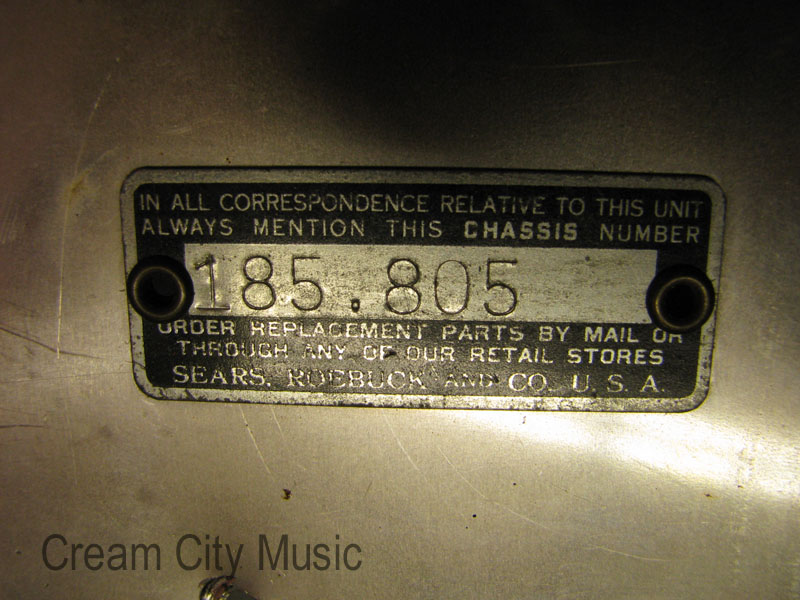 IN ALL CORRESPONDENCE RELATIVE TO THIS UNIT
ALWAYS MENTION THIS CHASSIS NUMBER
185.805
ORDER REPLACEMENT PARTS BY MAIL OR
THROUGH ANY OF OUR RETAIL STORES
SEARS, ROEBUCK AND CO. U.S.A.
Cream City Music